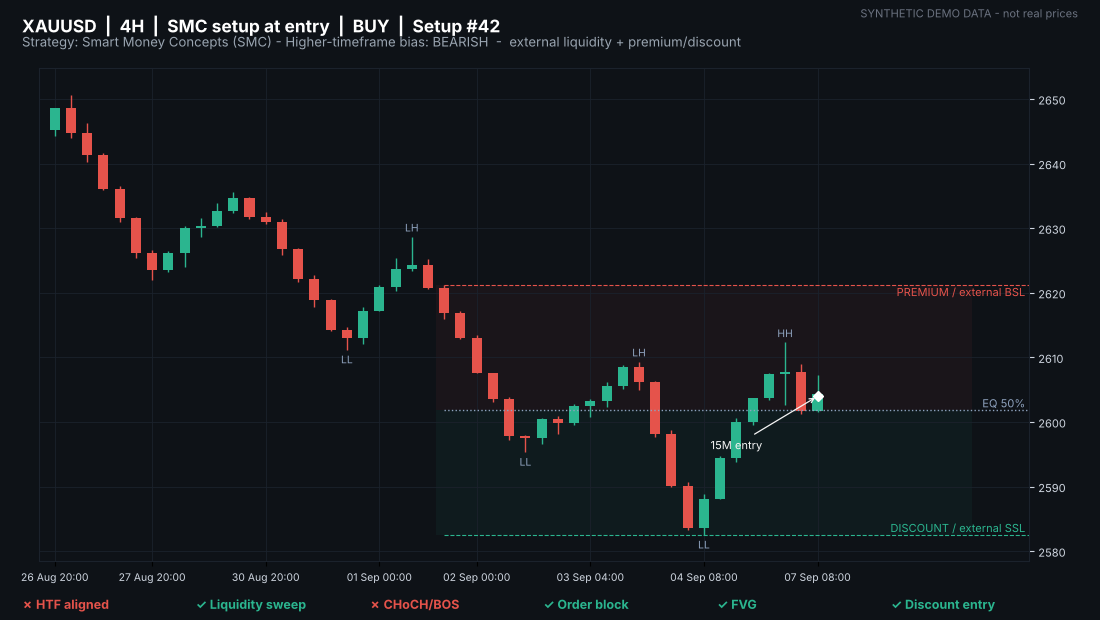 SYNTHETIC DEMO DATA - not real prices
XAUUSD | 4H | SMC setup at entry | BUY | Setup #42
Strategy: Smart Money Concepts (SMC) - Higher-timeframe bias: BEARISH - external liquidity + premium/discount
2650
2640
LH
2630
PREMIUM / external BSL
2620
HH
LH
LL
2610
EQ 50%
2600
15M entry
LL
2590
DISCOUNT / external SSL
LL
2580
26 Aug 20:00 27 Aug 20:00 30 Aug 20:00 01 Sep 00:00 02 Sep 00:00 03 Sep 04:00 04 Sep 08:00 07 Sep 08:00
× HTF aligned ✓ Liquidity sweep × CHoCH/BOS ✓ Order block ✓ FVG ✓ Discount entry